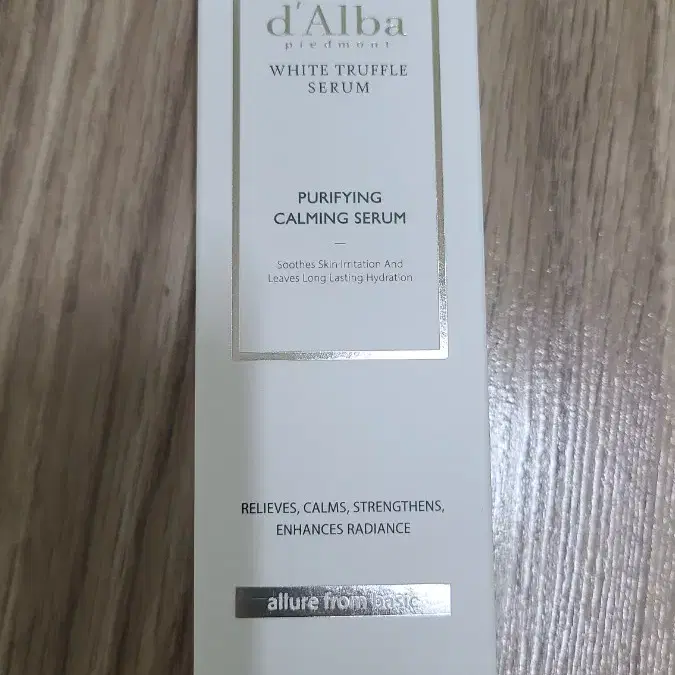 d'Alba
piedmont
WHITE TRUFFLE
SERUM
PURIFYING
CALMING SERUM
Soothes Skin Irritation And
Leaves Long Lasting Hydration
RELIEVES, CALMS, STRENGTHENS,
ENHANCES RADIANCE
allure from basic